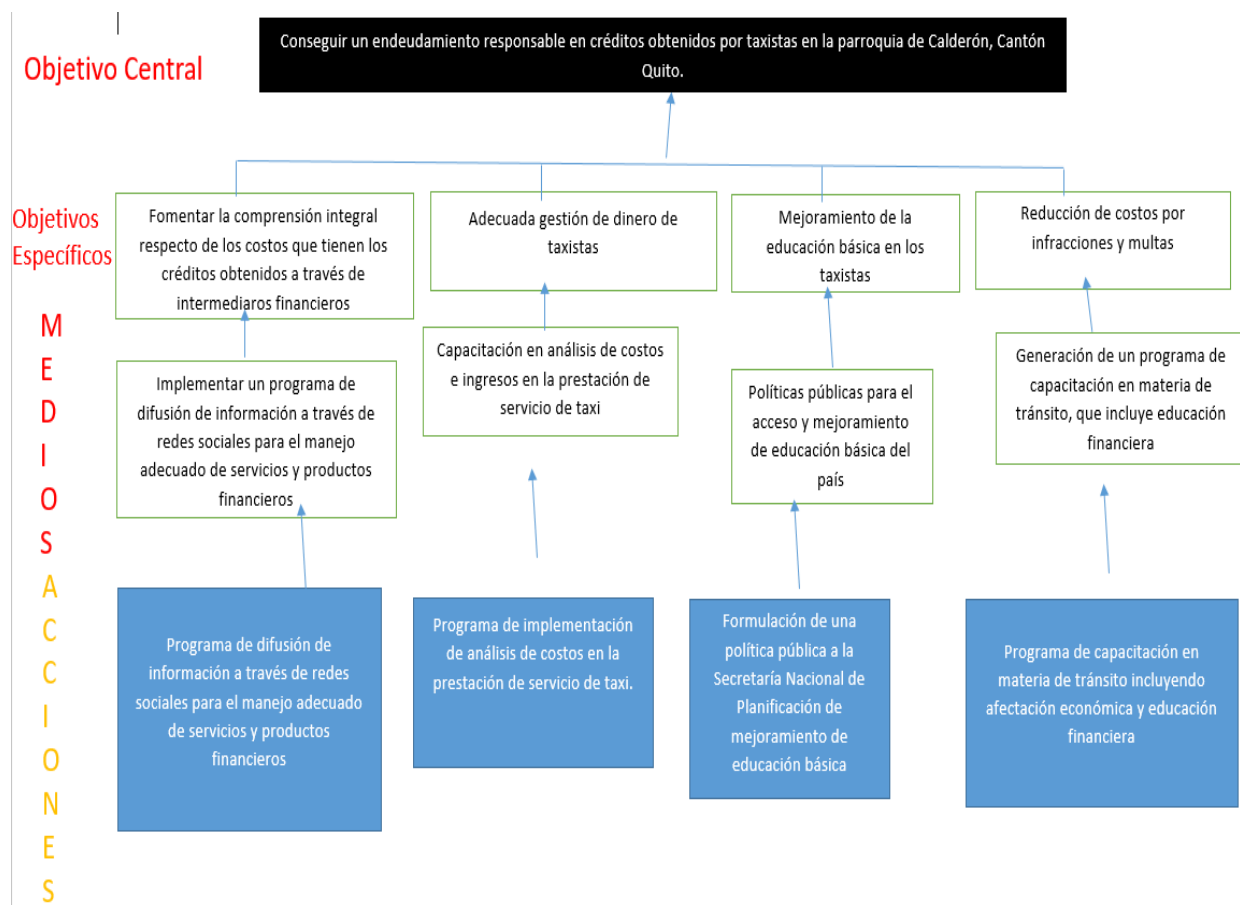 Objetivo Central
Conseguir un endeudamiento responsable en créditos obtenidos por taxistas en la parroquia de Calderón, Cantón
Quito.
Objetivos
Específicos
Fomentar la comprensión integral
respecto de los costos que tienen los
créditos obtenidos a través de
intermediaros financieros
Adecuada gestión de dinero de
taxistas
Mejoramiento de la
educación básica en los
taxistas
Reducción de costos por
infracciones y multas
M
E
D
I
O
S
Implementar un programa de
difusión de información a través de
redes sociales para el manejo
adecuado de servicios y productos
financieros
Capacitación en análisis de costos
e ingresos en la prestación de
servicio de taxi
Políticas públicas para el
acceso y mejoramiento
de educación básica del
país
Generación de un programa de
capacitación en materia de
tránsito, que incluye educación
financiera
A
C
C
I
O
N
E
S
Programa de difusión de
información a través de redes
sociales para el manejo adecuado
de servicios y productos
financieros
Programa de implementación
de análisis de costos en la
prestación de servicio de taxi.
Formulación de una
política pública a la
Secretaría Nacional de
Planificación de
mejoramiento de
educación básica
Programa de capacitación en
materia de tránsito incluyendo
afectación económica y educación
financiera